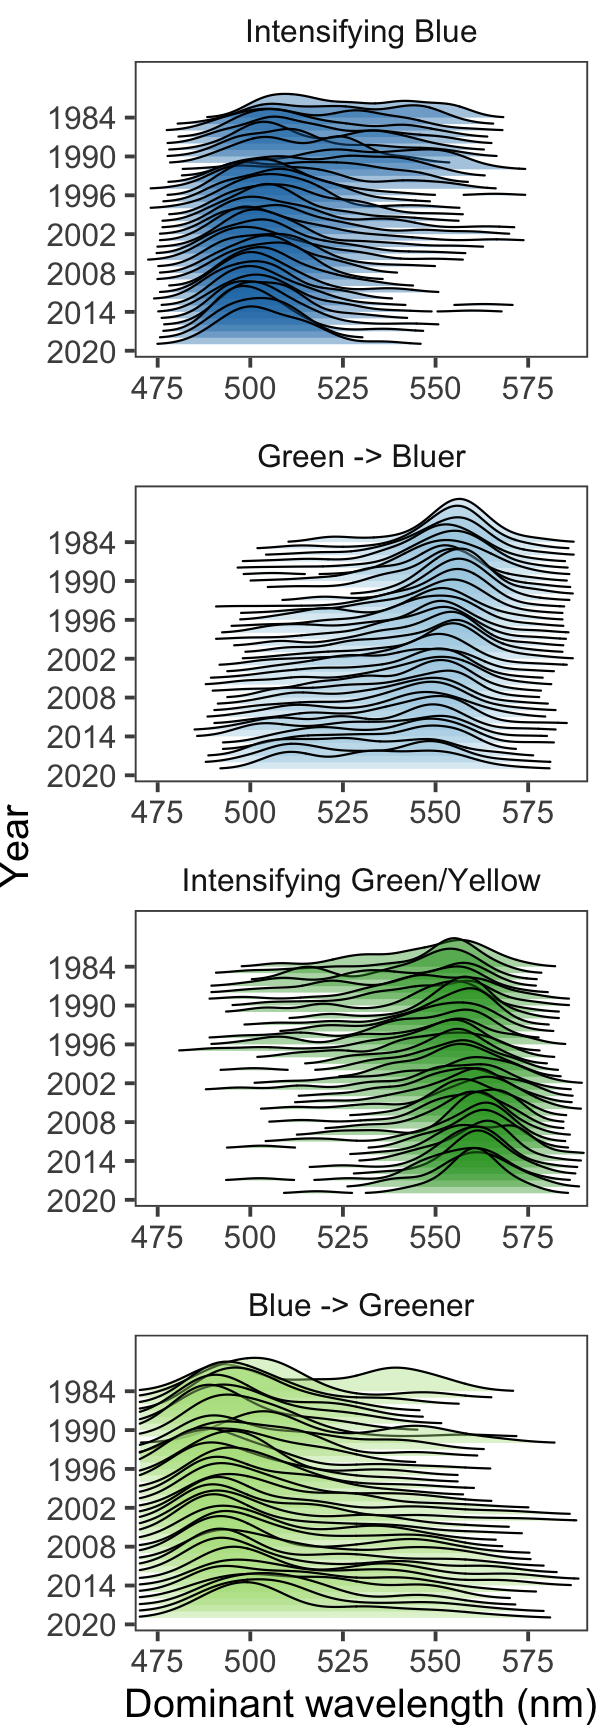 Intensifying Blue
1984
1990
1996
2002
2008
2014
2020
475 500 525 550 575
Green -> Bluer
1984
1990
1996
2002
2008
2014
2020
475 500 525 550 575
Year
Intensifying Green/Yellow
1984
1990
1996
2002
2008
2014
2020
475 500 525 550 575
Blue -> Greener
1984
1990
1996
2002
2008
2014
2020
475 500 525 550 575
Dominant wavelength (nm)